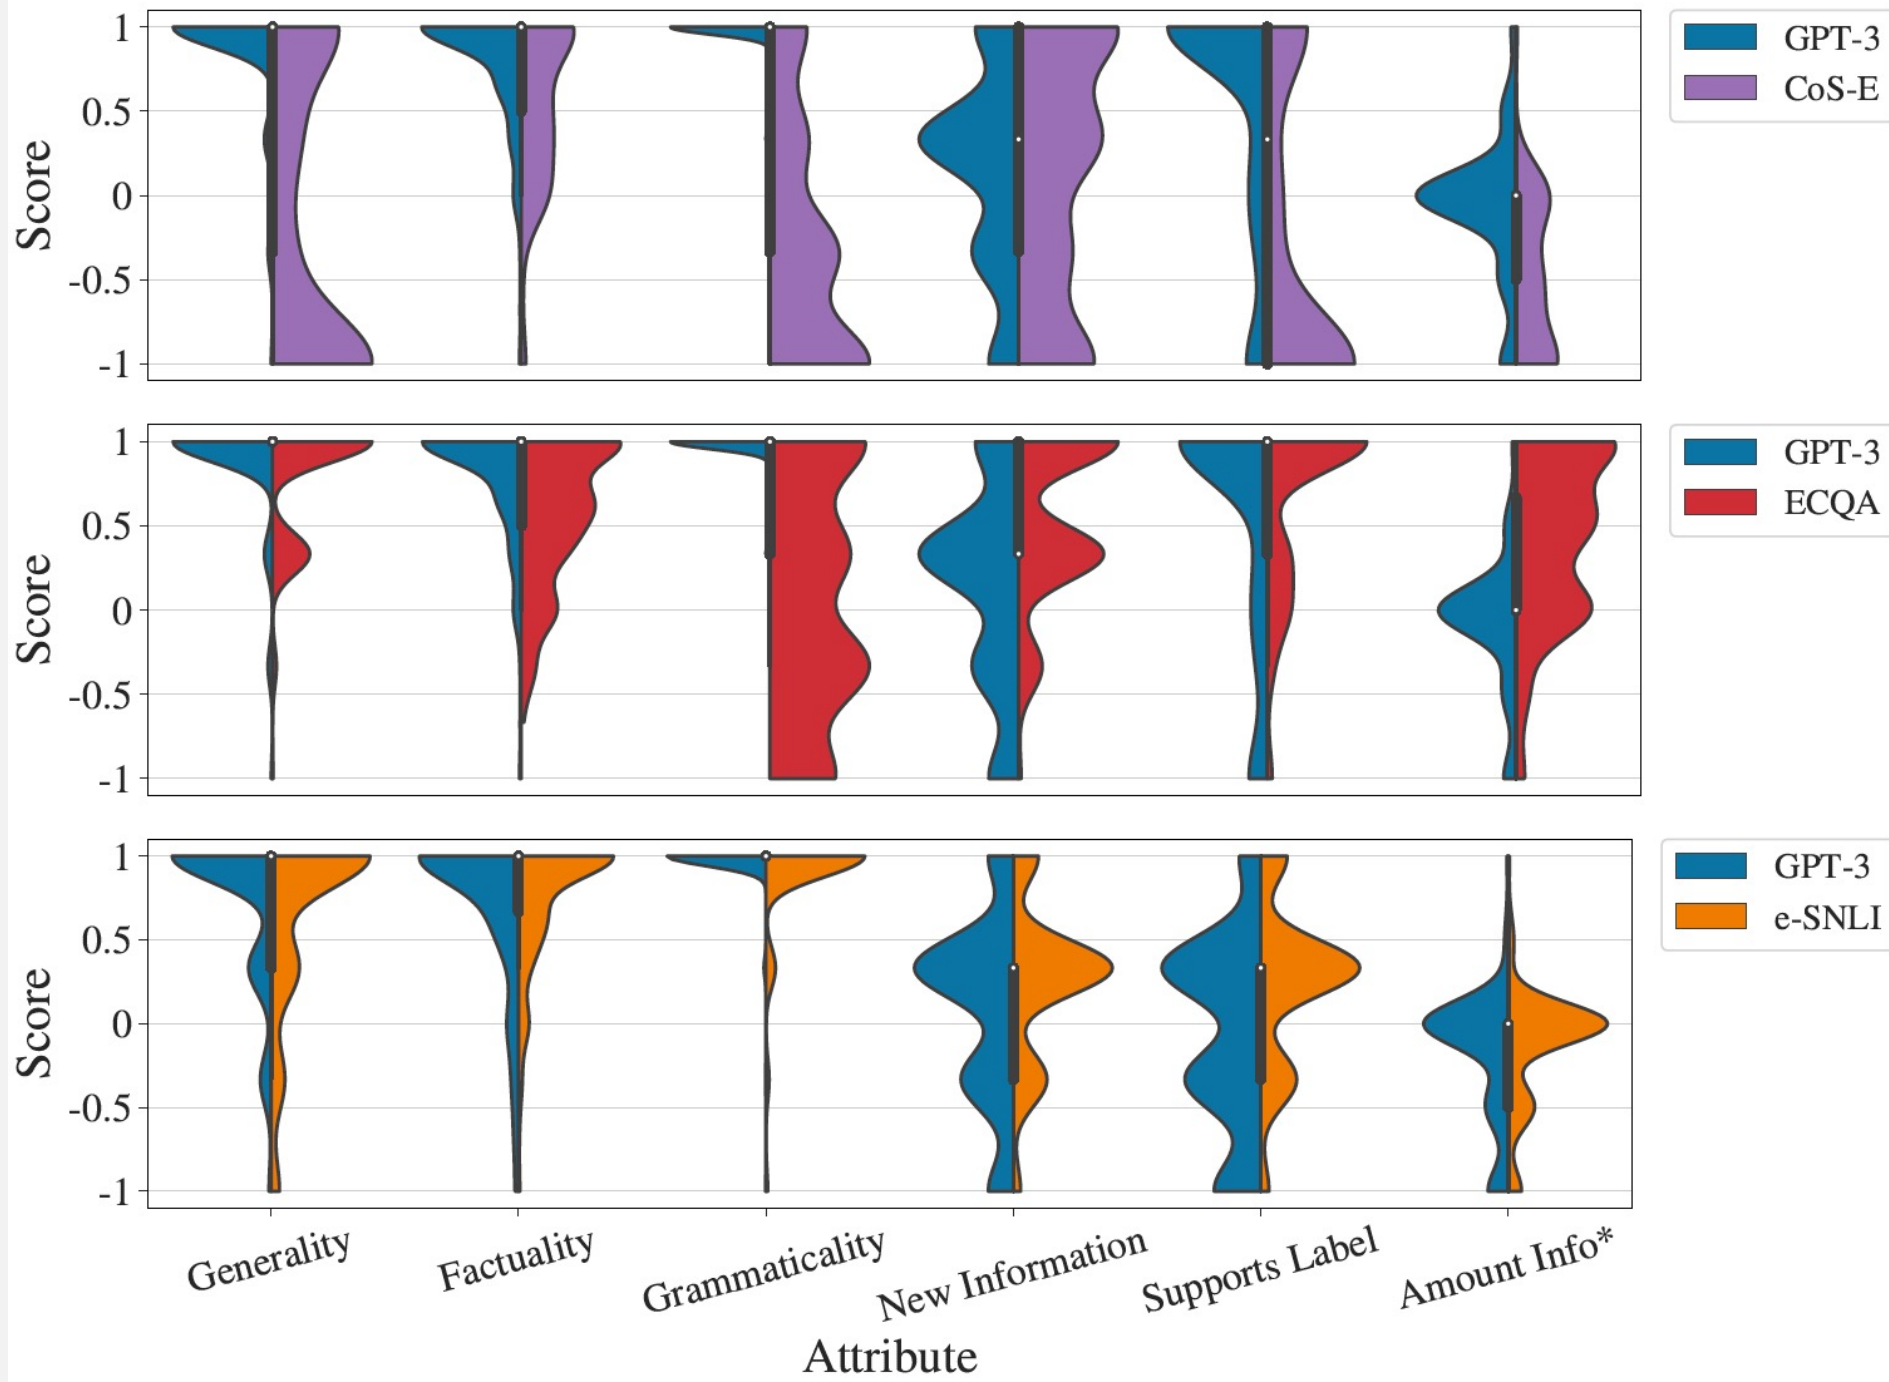 1
0.5
0
-0.5
-1
Score
GPT-3
CoS-E
1
0.5
0
-0.5
-1
Score
GPT-3
ECQA
1
0.5
0
-0.5
-1
Score
GPT-3
e-SNLI
Generality
Factuality
Grammaticality
New Information
Supports Label
Amount Info*
Attribute